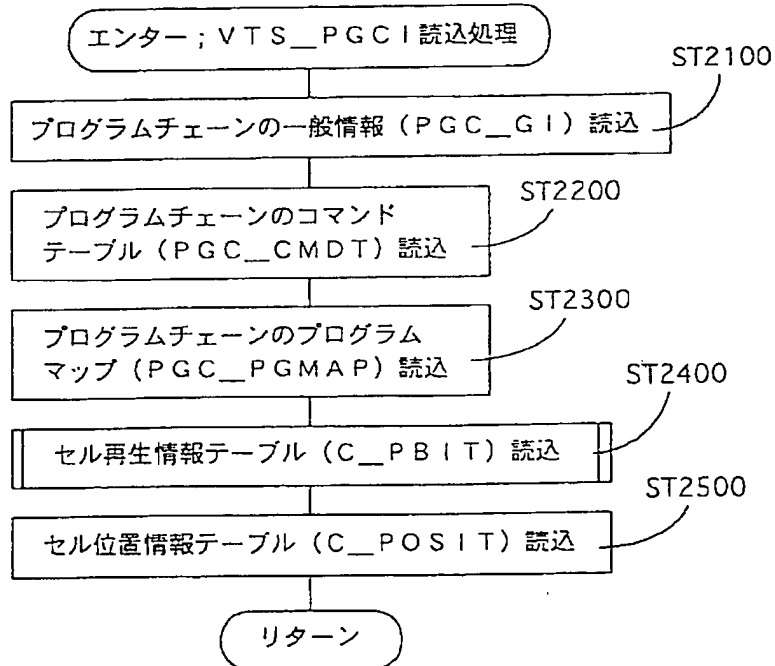 エンター；ＶＴＳ＿ＰＧＣＩ読込処理
ST2100
プログラムチェーンの一般情報（ＰＧＣ＿ＧＩ）読込
ST2200
プログラムチェーンのコマンド
テーブル（ＰＧＣ＿ＣＭＤＴ）読込
ST2300
プログラムチェーンのプログラム
マップ（ＰＧＣ＿ＰＧＭＡＰ）読込
ST2400
セル再生情報テーブル（Ｃ＿ＰＢＩＴ）読込
ST2500
セル位置情報テーブル（Ｃ＿ＰＯＳＩＴ）読込
リターン